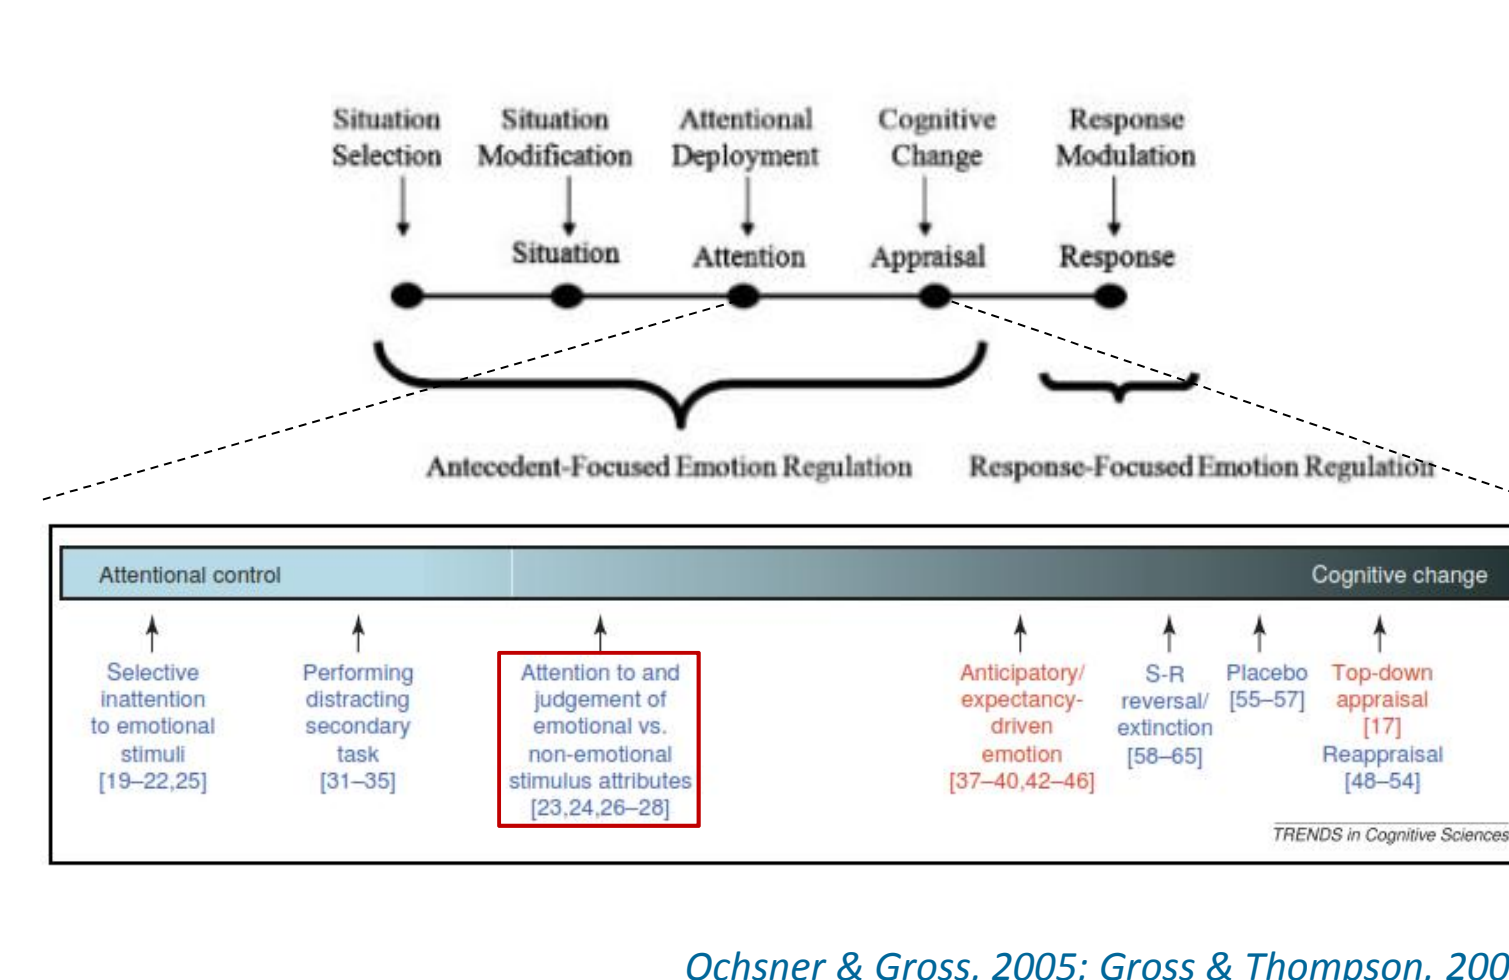 Situation Selection
Situation Modification
Attentional Deployment
Cognitive Change
Response Modulation
Situation
Attention
Appraisal
Response
Antecedent-Focused Emotion Regulation
Response-Focused Emotion Regulation
Attentional control
Cognitive change
Selective
inattention
to emotional
stimuli
[19–22,25]
Performing
distracting
secondary
task
[31–35]
Attention to and
judgement of
emotional vs.
non-emotional
stimulus attributes
[23,24,26–28]
Anticipatory/
expectancy-
driven
emotion
[37–40,42–46]
S-R
reversal/
extinction
[58–65]
Placebo
[55–57]
Top-down
appraisal
[17]
Reappraisal
[48–54]
TRENDS in Cognitive Sciences
Ochsner & Gross, 2005; Gross & Thompson, 200